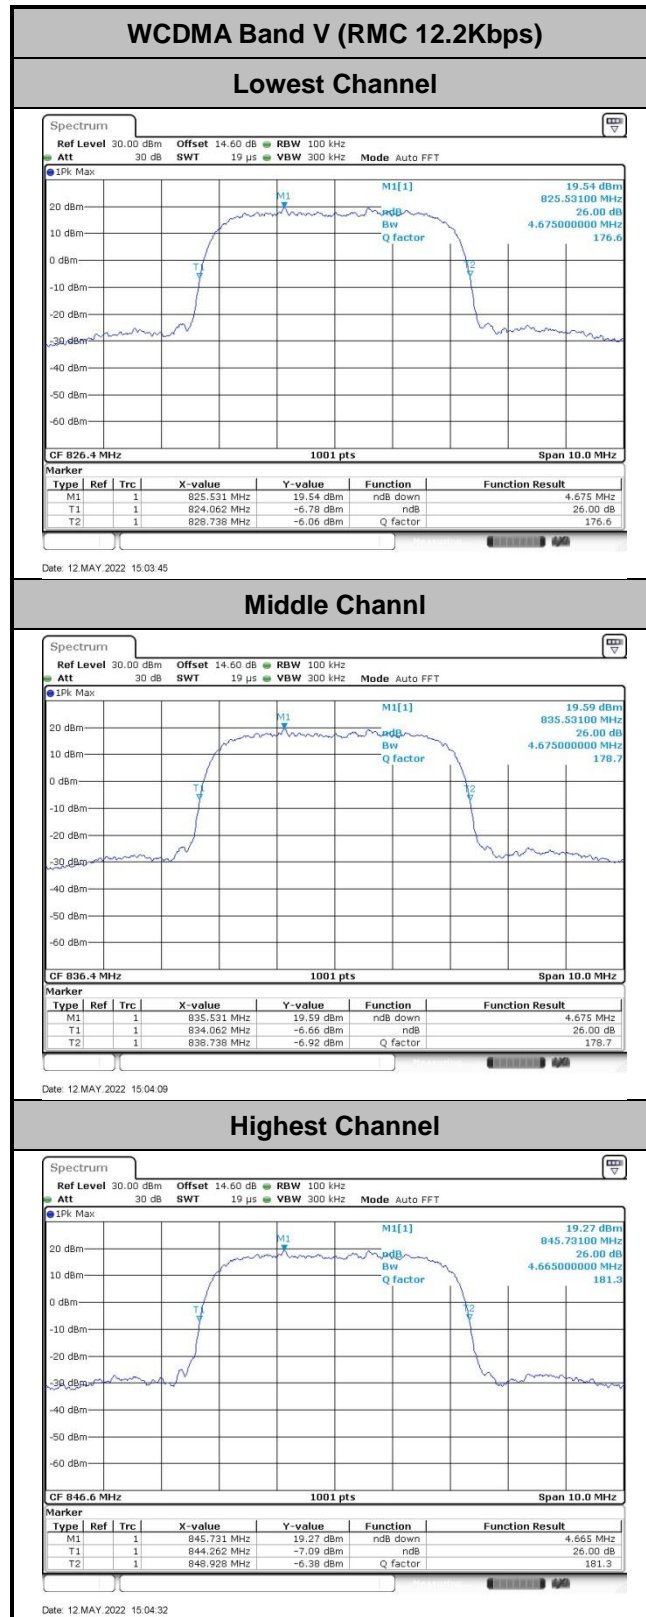 WCDMA Band V (RMC 12.2Kbps)
Lowest Channel
Spectrum
Ref Level 30.00 dBm Offset 14.60 dB RBW 100 kHz
Att 30 dB SWT 19 µs VBW 300 kHz Mode Auto FFT
1Pk Max
M1[1] 19.54 dBm
825.53100 MHz
ndB 26.00 dB
Bw 4.675000000 MHz
Q factor 176.6
M1
T1
T2
20 dBm
10 dBm
0 dBm
-10 dBm
-20 dBm
-30 dBm
-40 dBm
-50 dBm
-60 dBm
CF 826.4 MHz 1001 pts Span 10.0 MHz
Marker
Type Ref Trc X-value Y-value Function Function Result
M1 1 825.531 MHz 19.54 dBm ndB down 4.675 MHz
T1 1 824.062 MHz -6.78 dBm ndB 26.00 dB
T2 1 828.738 MHz -6.06 dBm Q factor 176.6
Date: 12.MAY.2022 15:03:45
Middle Channl
Spectrum
Ref Level 30.00 dBm Offset 14.60 dB RBW 100 kHz
Att 30 dB SWT 19 µs VBW 300 kHz Mode Auto FFT
1Pk Max
M1[1] 19.59 dBm
835.53100 MHz
ndB 26.00 dB
Bw 4.675000000 MHz
Q factor 178.7
M1
T1
T2
20 dBm
10 dBm
0 dBm
-10 dBm
-20 dBm
-30 dBm
-40 dBm
-50 dBm
-60 dBm
CF 836.4 MHz 1001 pts Span 10.0 MHz
Marker
Type Ref Trc X-value Y-value Function Function Result
M1 1 835.531 MHz 19.59 dBm ndB down 4.675 MHz
T1 1 834.062 MHz -6.66 dBm ndB 26.00 dB
T2 1 838.738 MHz -6.92 dBm Q factor 178.7
Date: 12.MAY.2022 15:04:09
Highest Channel
Spectrum
Ref Level 30.00 dBm Offset 14.60 dB RBW 100 kHz
Att 30 dB SWT 19 µs VBW 300 kHz Mode Auto FFT
1Pk Max
M1[1] 19.27 dBm
845.73100 MHz
ndB 26.00 dB
Bw 4.665000000 MHz
Q factor 181.3
M1
T1
T2
20 dBm
10 dBm
0 dBm
-10 dBm
-20 dBm
-30 dBm
-40 dBm
-50 dBm
-60 dBm
CF 846.6 MHz 1001 pts Span 10.0 MHz
Marker
Type Ref Trc X-value Y-value Function Function Result
M1 1 845.731 MHz 19.27 dBm ndB down 4.665 MHz
T1 1 844.262 MHz -7.09 dBm ndB 26.00 dB
T2 1 848.928 MHz -6.38 dBm Q factor 181.3
Date: 12.MAY.2022 15:04:32